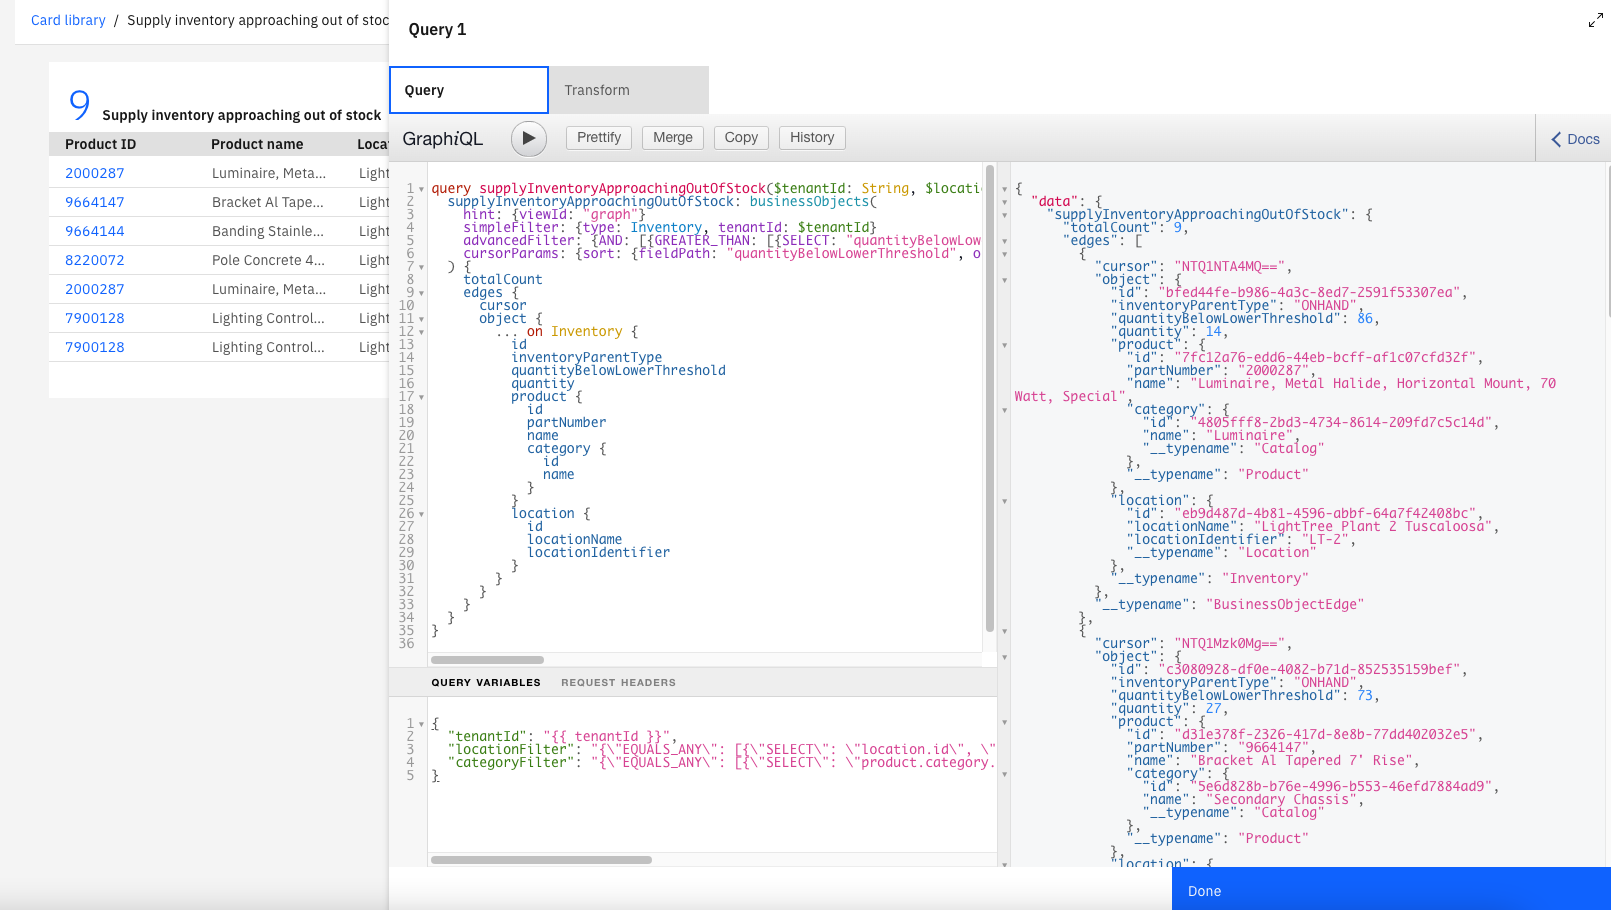 Card library / Supply inventory approaching out of stoc
9 Supply inventory approaching out of stock
Product ID Product name Loca
2000287 Luminaire, Meta... Light
9664147 Bracket Al Tape... Light
9664144 Banding Stainle... Light
8220072 Pole Concrete 4... Light
2000287 Luminaire, Meta... Light
7900128 Lighting Control... Light
7900128 Lighting Control... Light
Query 1
Query Transform
GraphiQL Prettify Merge Copy History Docs
1 query supplyInventoryApproachingOutOfStock($tenantId: String, $locati
2 supplyInventoryApproachingOutOfStock: businessObjects(
3 hint: {viewId: "graph"}
4 simpleFilter: {type: Inventory, tenantId: $tenantId}
5 advancedFilter: {AND: [{GREATER_THAN: [{SELECT: "quantityBelowLow
6 cursorParams: {sort: {fieldPath: "quantityBelowLowerThreshold", o
7 ) {
8 totalCount
9 edges {
10 cursor
11 object {
12 ... on Inventory {
13 id
14 inventoryParentType
15 quantityBelowLowerThreshold
16 quantity
17 product {
18 id
19 partNumber
20 name
21 category {
22 id
23 name
24 }
25 }
26 location {
27 id
28 locationName
29 locationIdentifier
30 }
31 }
32 }
33 }
34 }
35 }
36
QUERY VARIABLES REQUEST HEADERS
1 {
2 "tenantId": "{{ tenantId }}",
3 "locationFilter": "{\"EQUALS_ANY\": [{\"SELECT\": \"location.id\", \"
4 "categoryFilter": "{\"EQUALS_ANY\": [{\"SELECT\": \"product.category.
5 }
{
"data": {
"supplyInventoryApproachingOutOfStock": {
"totalCount": 9,
"edges": [
{
"cursor": "NTQ1NTA4MQ==",
"object": {
"id": "bfed44fe-b986-4a3c-8ed7-2591f53307ea",
"inventoryParentType": "ONHAND",
"quantityBelowLowerThreshold": 86,
"quantity": 14,
"product": {
"id": "7fc12a76-edd6-44eb-bcff-af1c07cfd32f",
"partNumber": "2000287",
"name": "Luminaire, Metal Halide, Horizontal Mount, 70
Watt, Special",
"category": {
"id": "4805fff8-2bd3-4734-8614-209fd7c5c14d",
"name": "Luminaire",
"__typename": "Catalog"
},
"__typename": "Product"
},
"location": {
"id": "eb9d487d-4b81-4596-abbf-64a7f42408bc",
"locationName": "LightTree Plant 2 Tuscaloosa",
"locationIdentifier": "LT-2",
"__typename": "Location"
},
"__typename": "Inventory"
},
"__typename": "BusinessObjectEdge"
},
{
"cursor": "NTQ1Mzk0Mg==",
"object": {
"id": "c3080928-df0e-4082-b71d-852535159bef",
"inventoryParentType": "ONHAND",
"quantityBelowLowerThreshold": 73,
"quantity": 27,
"product": {
"id": "d31e378f-2326-417d-8e8b-77dd402032e5",
"partNumber": "9664147",
"name": "Bracket Al Tapered 7' Rise",
"category": {
"id": "5e6d828b-b76e-4996-b553-46efd7884ad9",
"name": "Secondary Chassis",
"__typename": "Catalog"
},
"__typename": "Product"
},
"location": {
Done